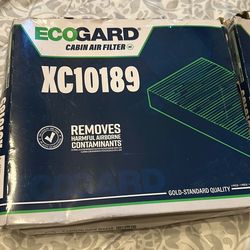 ECOGARD
CABIN AIR FILTER
XC10189
REMOVES
HARMFUL AIRBORNE
CONTAMINANTS
GOLD-STANDARD QUALITY